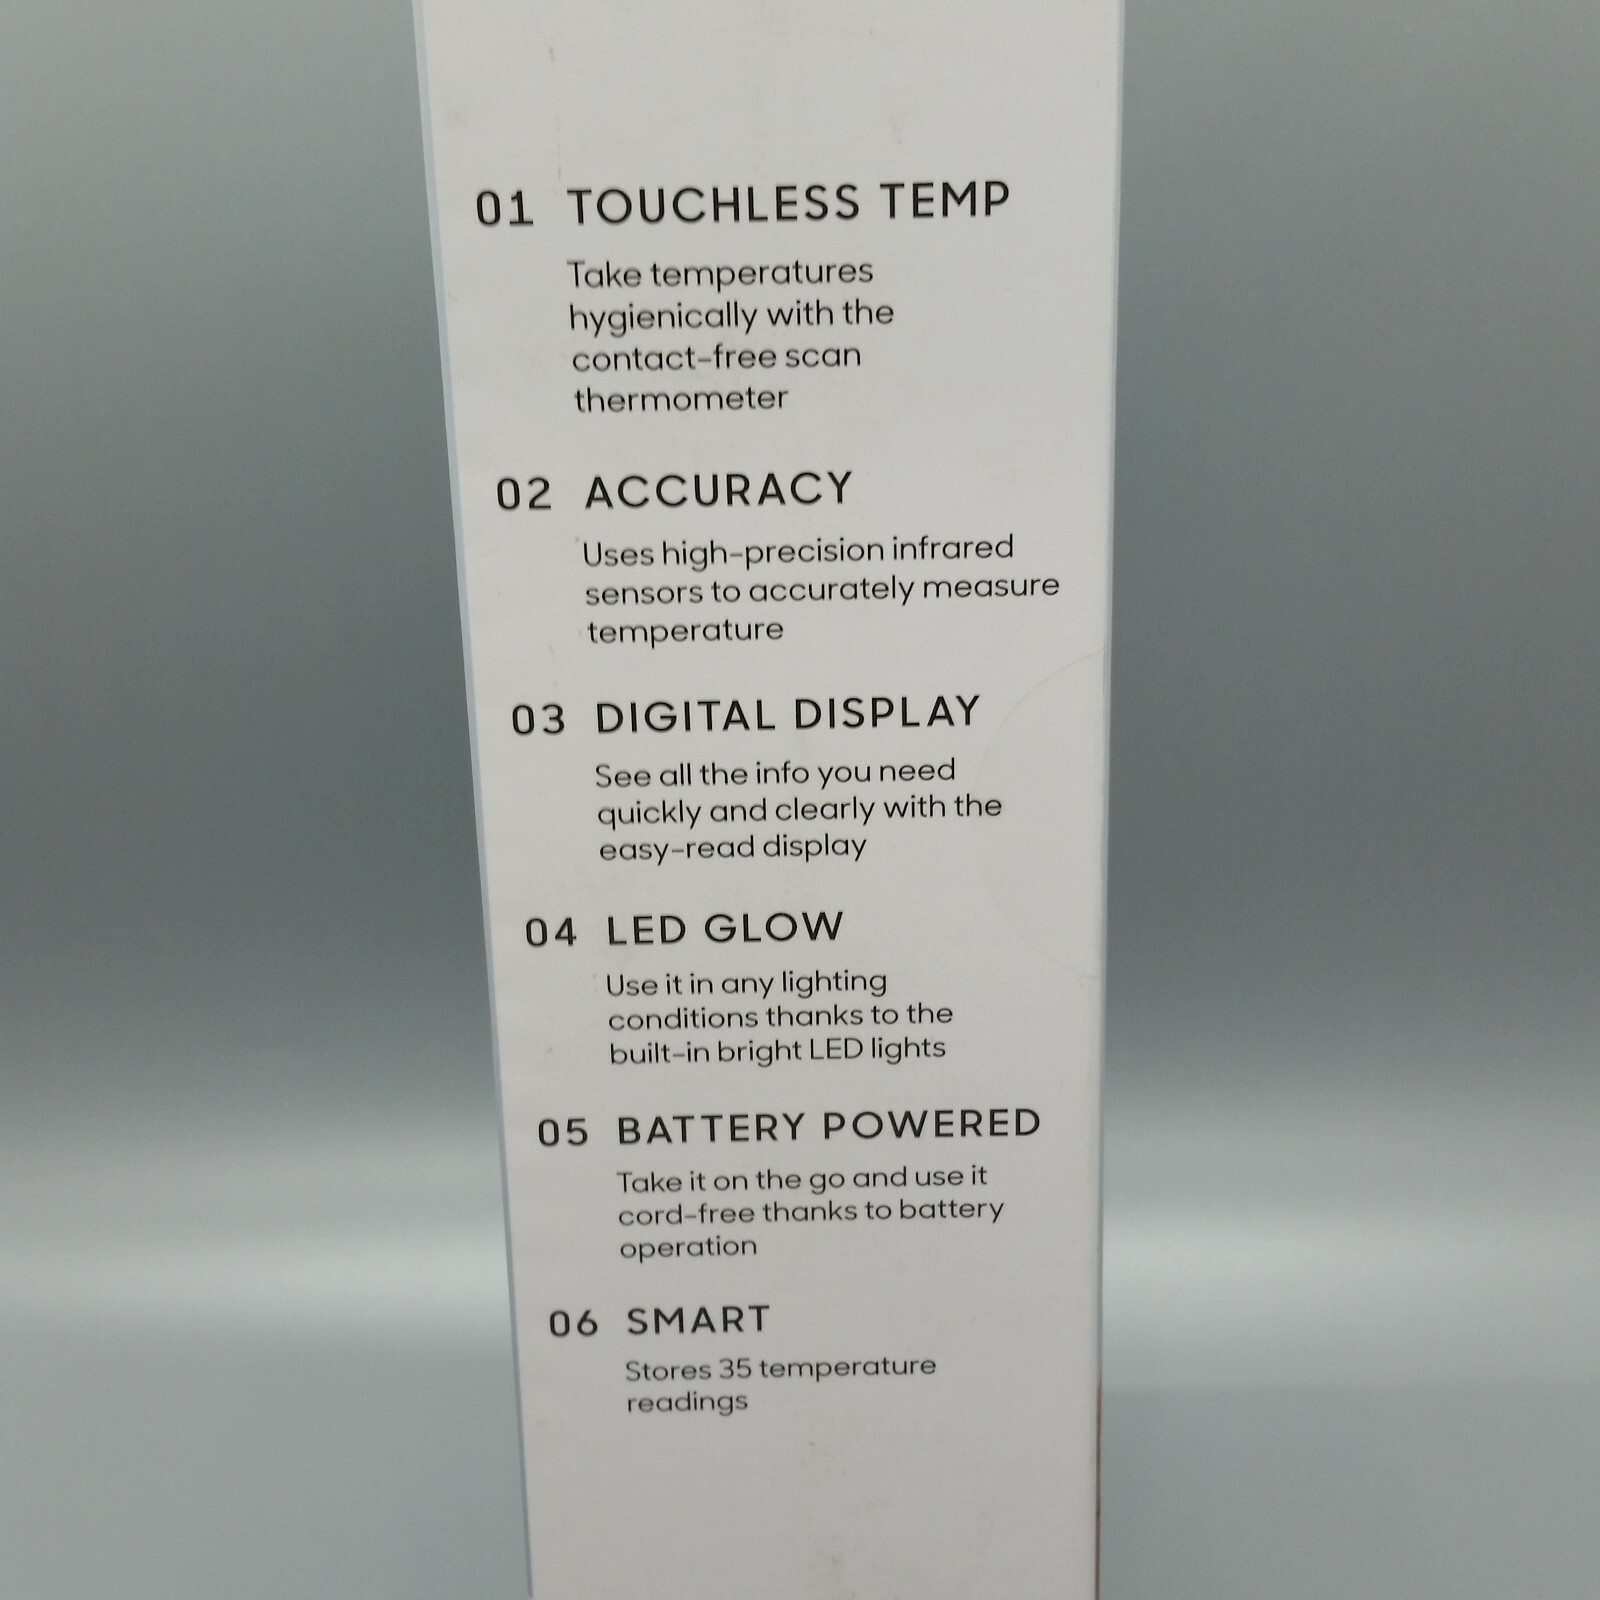 01 TOUCHLESS TEMP
Take temperatures
hygienically with the
contact-free scan
thermometer
02 ACCURACY
Uses high-precision infrared
sensors to accurately measure
temperature
03 DIGITAL DISPLAY
See all the info you need
quickly and clearly with the
easy-read display
04 LED GLOW
Use it in any lighting
conditions thanks to the
built-in bright LED lights
05 BATTERY POWERED
Take it on the go and use it
cord-free thanks to battery
operation
06 SMART
Stores 35 temperature
readings